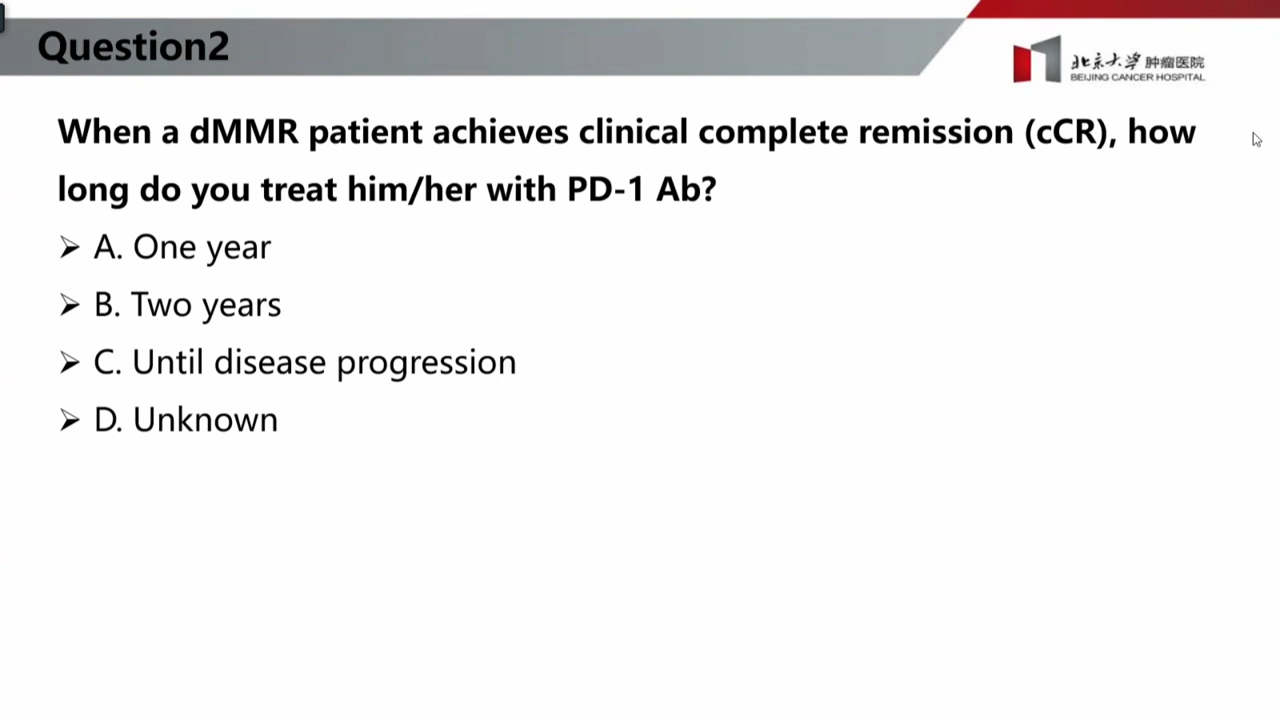 Question2
北京大学肿瘤医院
BEIJING CANCER HOSPITAL
When a dMMR patient achieves clinical complete remission (cCR), how
long do you treat him/her with PD-1 Ab?
A. One year
B. Two years
C. Until disease progression
D. Unknown